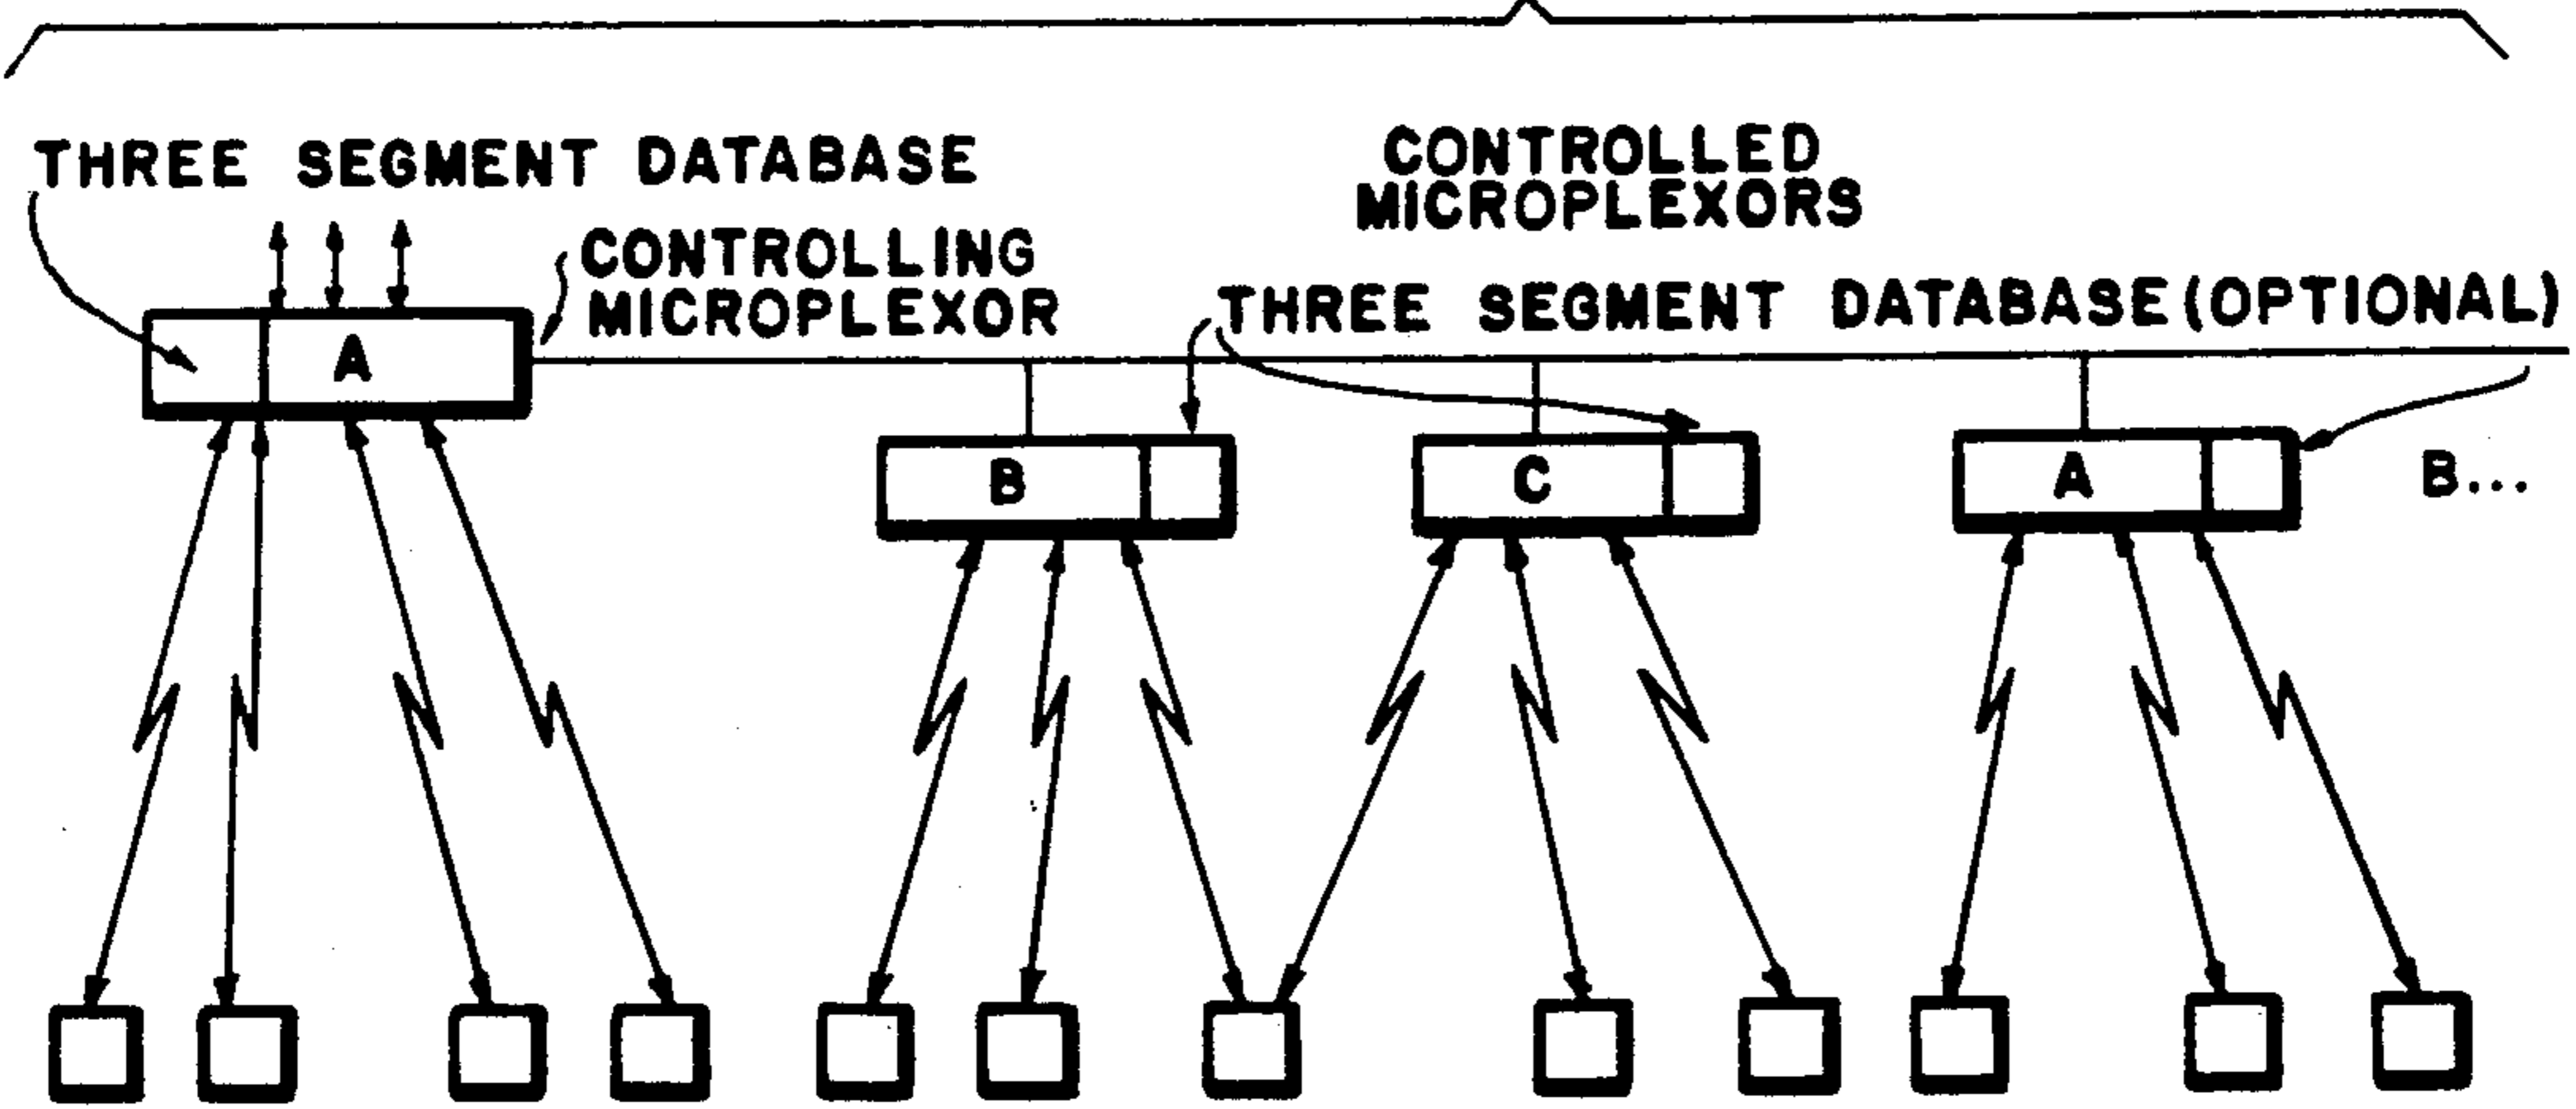 THREE SEGMENT DATABASE
CONTROLLING
MICROPLEXOR
CONTROLLED
MICROPLEXORS
THREE SEGMENT DATABASE (OPTIONAL)
A
B
C
A
B...